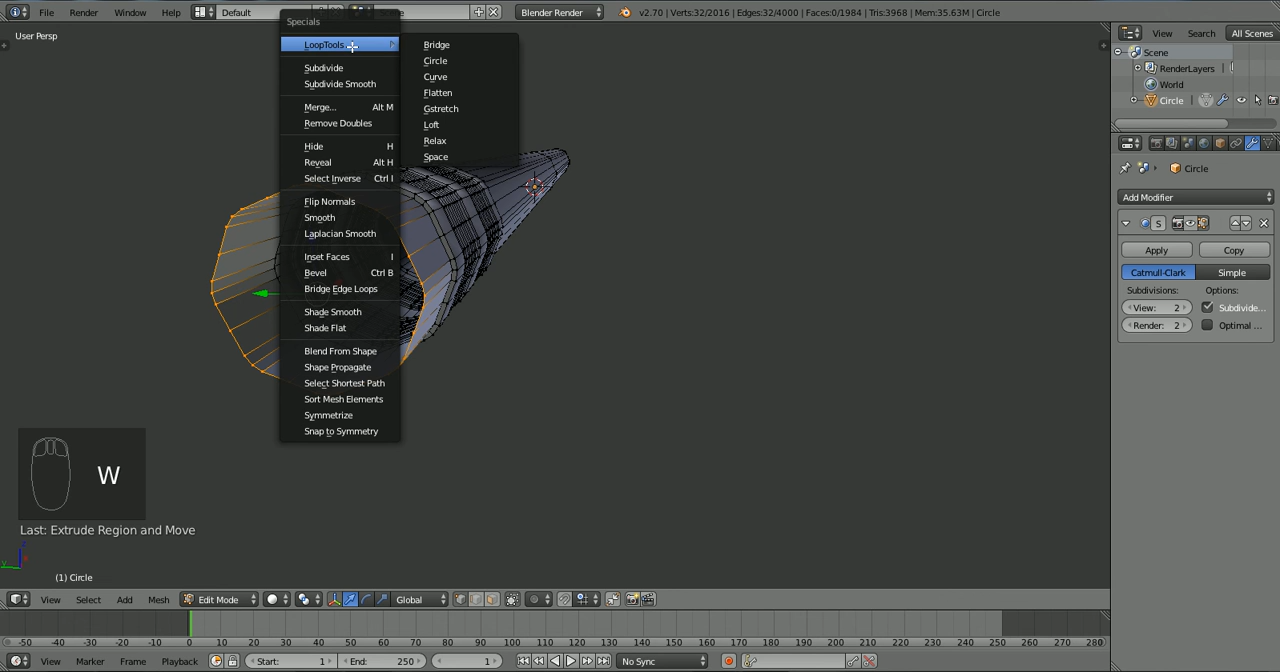 File Render Window Help Default Blender Render v2.70 | Verts:32/2016 | Edges:32/4000 | Faces:0/1984 | Tris:3968 | Mem:35.63M | Circle
User Persp
Specials
LoopTools
Subdivide
Subdivide Smooth
Merge... Alt M
Remove Doubles
Hide H
Reveal Alt H
Select Inverse Ctrl I
Flip Normals
Smooth
Laplacian Smooth
Inset Faces I
Bevel Ctrl B
Bridge Edge Loops
Shade Smooth
Shade Flat
Blend From Shape
Shape Propagate
Select Shortest Path
Sort Mesh Elements
Symmetrize
Snap to Symmetry
Bridge
Circle
Curve
Flatten
Gstretch
Loft
Relax
Space
View Search All Scenes
Scene
RenderLayers
World
Circle
Circle
Add Modifier
S
Apply Copy
Catmull-Clark Simple
Subdivisions: Options:
View: 2 Subdivide...
Render: 2 Optimal ...
W
Last: Extrude Region and Move
(1) Circle
View Select Add Mesh Edit Mode Global
-50 -40 -30 -20 -10 0 10 20 30 40 50 60 70 80 90 100 110 120 130 140 150 160 170 180 190 200 210 220 230 240 250 260 270 280
View Marker Frame Playback Start: 1 End: 250 1 No Sync